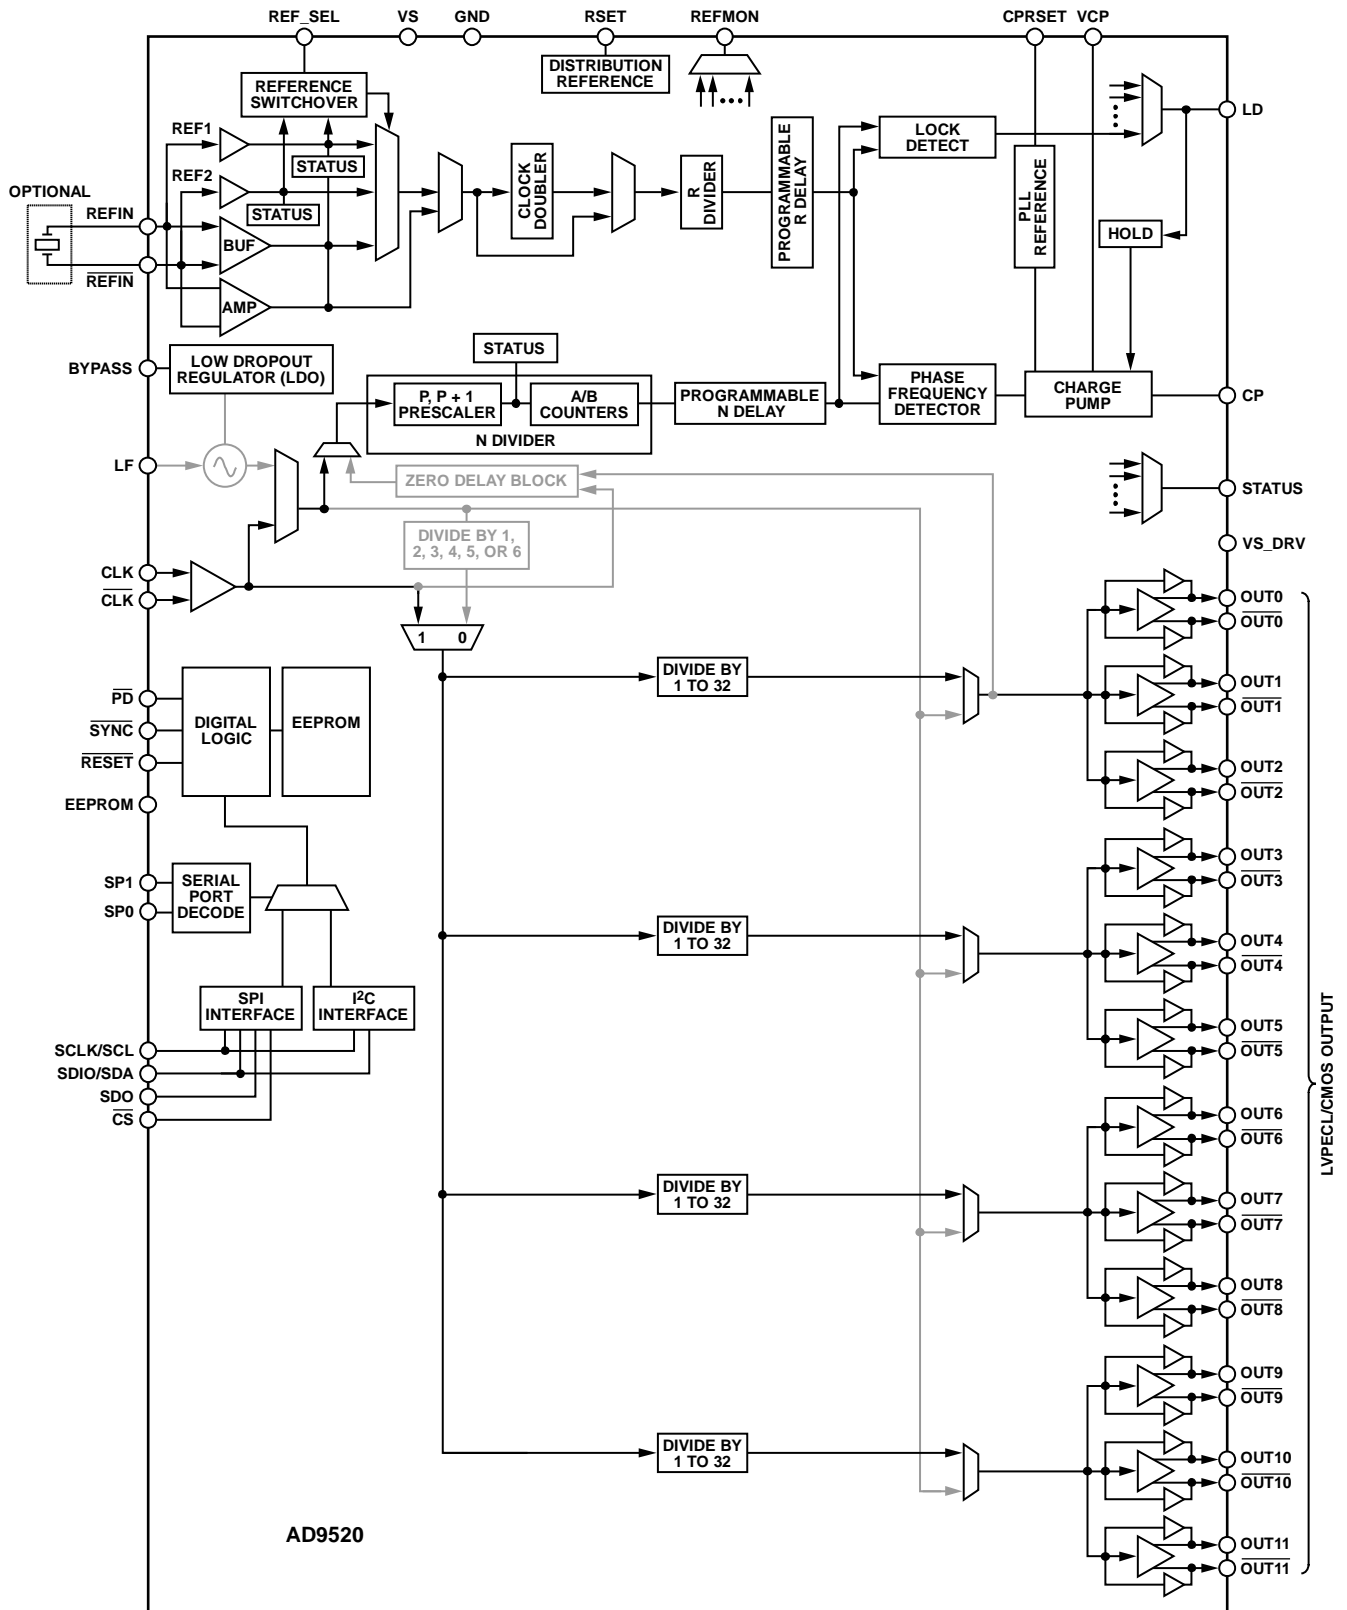 REF_SEL VS GND RSET REFMON CPRSET VCP
DISTRIBUTION
REFERENCE
REFERENCE
SWITCHOVER
REF1
STATUS
REF2
STATUS
BUF
AMP
OPTIONAL
REFIN
REFIN
CLOCK
DOUBLER
R
DIVIDER
PROGRAMMABLE
R DELAY
LOCK
DETECT
PLL
REFERENCE
HOLD
LD
BYPASS
LOW DROPOUT
REGULATOR (LDO)
STATUS
P, P + 1
PRESCALER
A/B
COUNTERS
N DIVIDER
PROGRAMMABLE
N DELAY
PHASE
FREQUENCY
DETECTOR
CHARGE
PUMP
CP
LF
ZERO DELAY BLOCK
STATUS
DIVIDE BY 1,
2, 3, 4, 5, OR 6
VS_DRV
CLK
CLK
1 0
OUT0
OUT0
DIVIDE BY
1 TO 32
OUT1
OUT1
OUT2
OUT2
PD
SYNC
RESET
DIGITAL
LOGIC
EEPROM
EEPROM
SP1
SP0
SERIAL
PORT
DECODE
OUT3
OUT3
DIVIDE BY
1 TO 32
OUT4
OUT4
OUT5
OUT5
SPI
INTERFACE
I2C
INTERFACE
SCLK/SCL
SDIO/SDA
SDO
CS
LVPECL/CMOS OUTPUT
OUT6
OUT6
DIVIDE BY
1 TO 32
OUT7
OUT7
OUT8
OUT8
OUT9
OUT9
DIVIDE BY
1 TO 32
OUT10
OUT10
OUT11
OUT11
AD9520